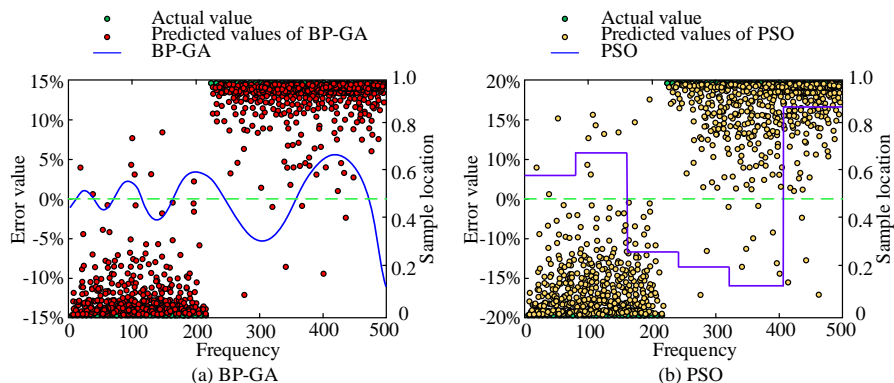 Actual value
Predicted values of BP-GA
BP-GA
15%
10%
5%
0%
-5%
-10%
-15%
Error value
1.0
0.8
0.6
0.4
0.2
0
Sample location
0 100 200 300 400 500
Frequency
(a) BP-GA
Actual value
Predicted values of PSO
PSO
20%
15%
10%
0%
-10%
15%
-20%
Error value
1.0
0.8
0.6
0.4
0.2
0
Sample location
0 100 200 300 400 500
Frequency
(b) PSO